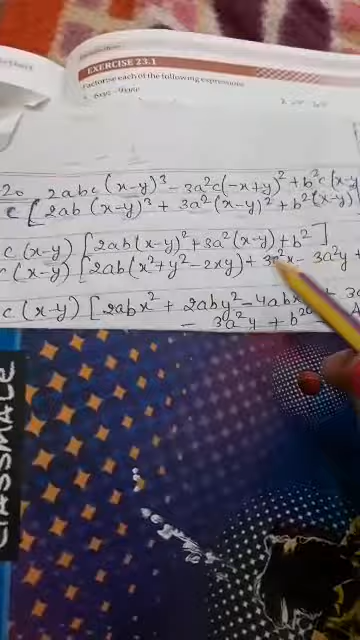 EXERCISE 23.1
Factorise each of the following expressions
20 2abc (x-y)³ - 3a²c(-x+y)² + b²c(x-y
c [2ab (x-y)³ + 3a²(x-y)² + b²(x-y)
c (x-y) [2ab(x-y)² + 3a²(x-y) + b²]
c (x-y) [2ab(x²+y²-2xy) + 3a²x - 3a²y +
c (x-y) [2abx² + 2aby² - 4abx
- 3a²y + b²
CLASSMATE